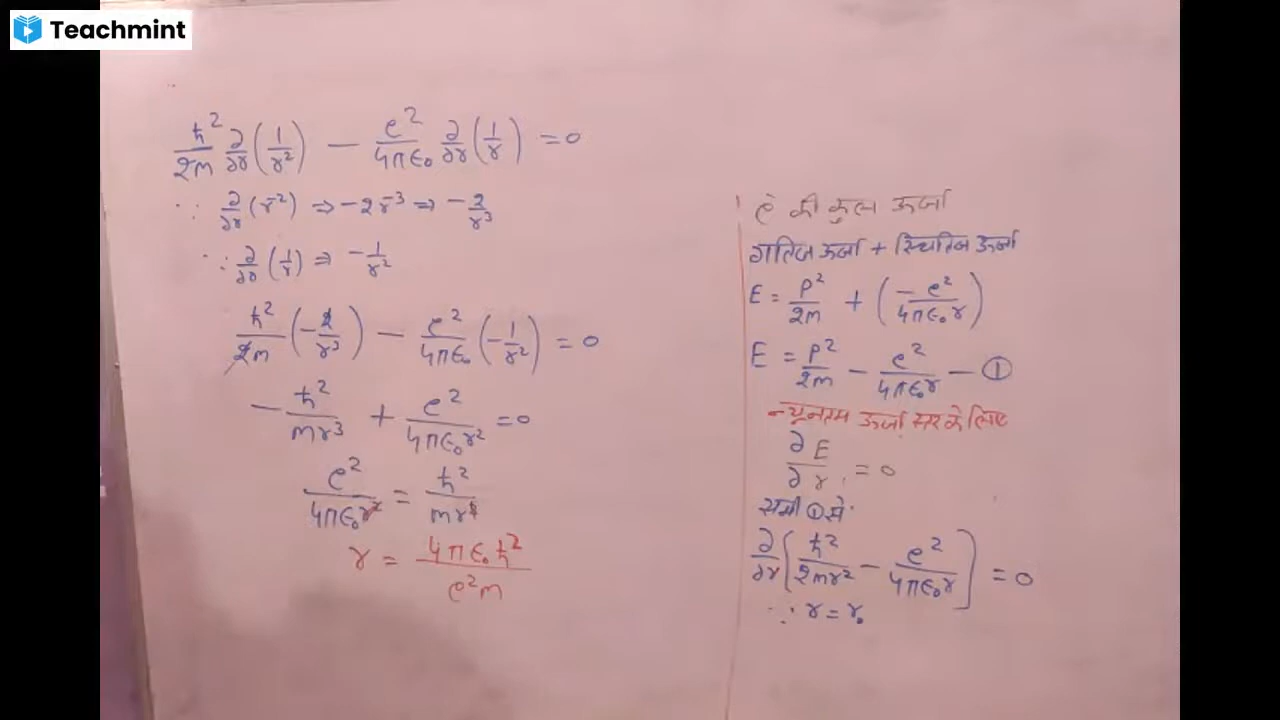 Teachmint
ħ²/2m ∂/∂r (1/r²) − e²/4πε₀ ∂/∂r (1/r) = 0
∵ ∂/∂r (r⁻²) ⇒ −2r⁻³ ⇒ −2/r³
∵ ∂/∂r (1/r) ⇒ −1/r²
ħ²/2m (−2/r³) − e²/4πε₀ (−1/r²) = 0
−ħ²/mr³ + e²/4πε₀r² = 0
e²/4πε₀r² = ħ²/mr³
r = 4πε₀ħ²/e²m
e की कुल ऊर्जा
गतिज ऊर्जा + स्थितिज ऊर्जा
E = P²/2m + (−e²/4πε₀r)
E = P²/2m − e²/4πε₀r − ①
न्यूनतम ऊर्जा स्तर के लिए
∂E/∂r = 0
समी ① से
∂/∂r [ħ²/2mr² − e²/4πε₀r] = 0
∵ r = r₀